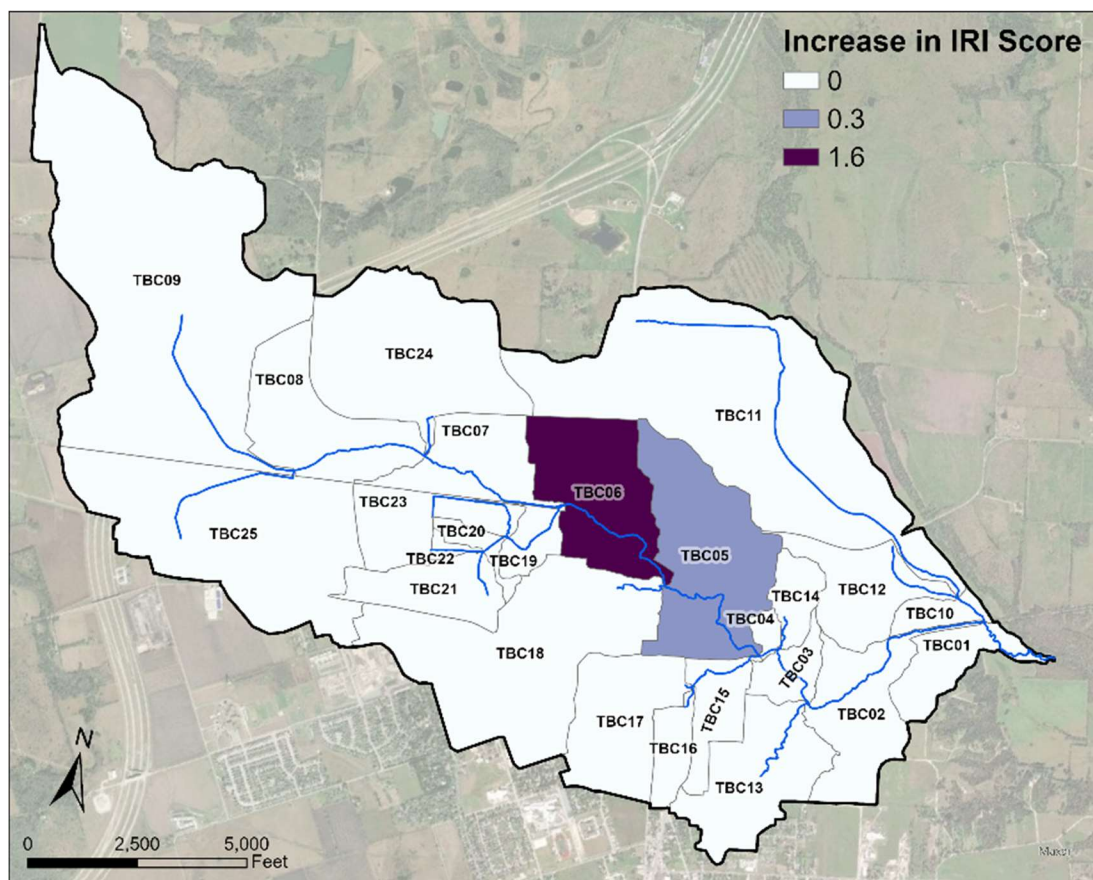 Increase in IRI Score
0
0.3
1.6
TBC09
TBC24
TBC08
TBC11
TBC07
TBC06
TBC23
TBC20
TBC25
TBC05
TBC22
TBC19
TBC21
TBC14
TBC12
TBC04
TBC10
TBC01
TBC18
TBC03
TBC15
TBC17
TBC02
TBC16
TBC13
N
0 2,500 5,000
Feet